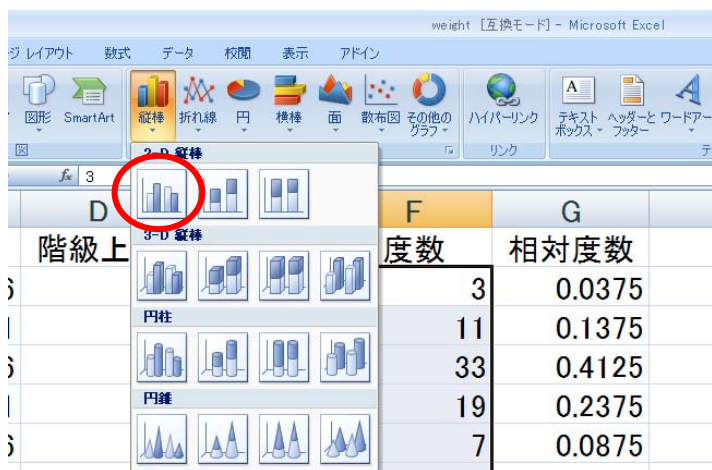 weight [互換モード] - Microsoft Excel
ジ レイアウト 数式 データ 校閲 表示 アドイン
図形 SmartArt 縦棒 折れ線 円 横棒 面 散布図 その他の グラフ ハイパーリンク テキスト ボックス ヘッダーと フッター ワードアー
図 リンク テ
2-D 縦棒
fx 3
D F G
3-D 縦棒
階級上 度数 相対度数
3 0.0375
円柱
11 0.1375
33 0.4125
円錐
19 0.2375
7 0.0875